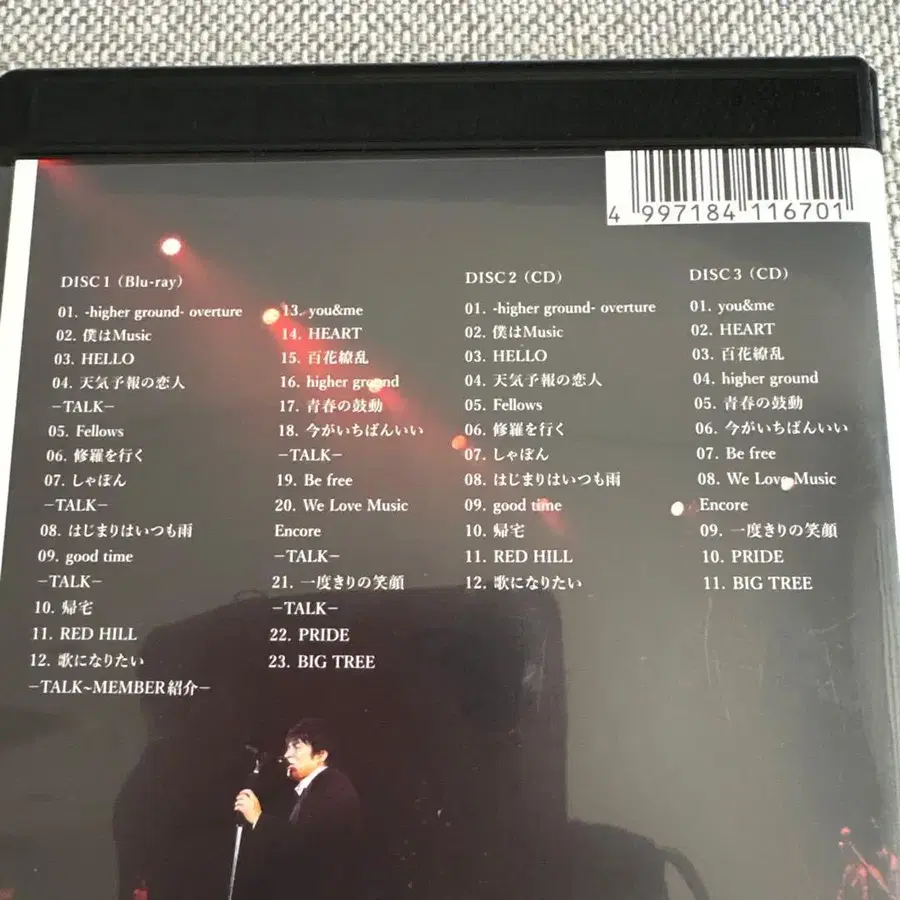 4 997184 116701
DISC 1 (Blu-ray)
01. -higher ground- overture
02. 僕はMusic
03. HELLO
04. 天気予報の恋人
−TALK−
05. Fellows
06. 修羅を行く
07. しゃぼん
−TALK−
08. はじまりはいつも雨
09. good time
−TALK−
10. 帰宅
11. RED HILL
12. 歌になりたい
−TALK~MEMBER紹介−
13. you&me
14. HEART
15. 百花繚乱
16. higher ground
17. 青春の鼓動
18. 今がいちばんいい
−TALK−
19. Be free
20. We Love Music
Encore
−TALK−
21. 一度きりの笑顔
−TALK−
22. PRIDE
23. BIG TREE
DISC 2 (CD)
01. -higher ground- overture
02. 僕はMusic
03. HELLO
04. 天気予報の恋人
05. Fellows
06. 修羅を行く
07. しゃぼん
08. はじまりはいつも雨
09. good time
10. 帰宅
11. RED HILL
12. 歌になりたい
DISC 3 (CD)
01. you&me
02. HEART
03. 百花繚乱
04. higher ground
05. 青春の鼓動
06. 今がいちばんいい
07. Be free
08. We Love Music
Encore
09. 一度きりの笑顔
10. PRIDE
11. BIG TREE